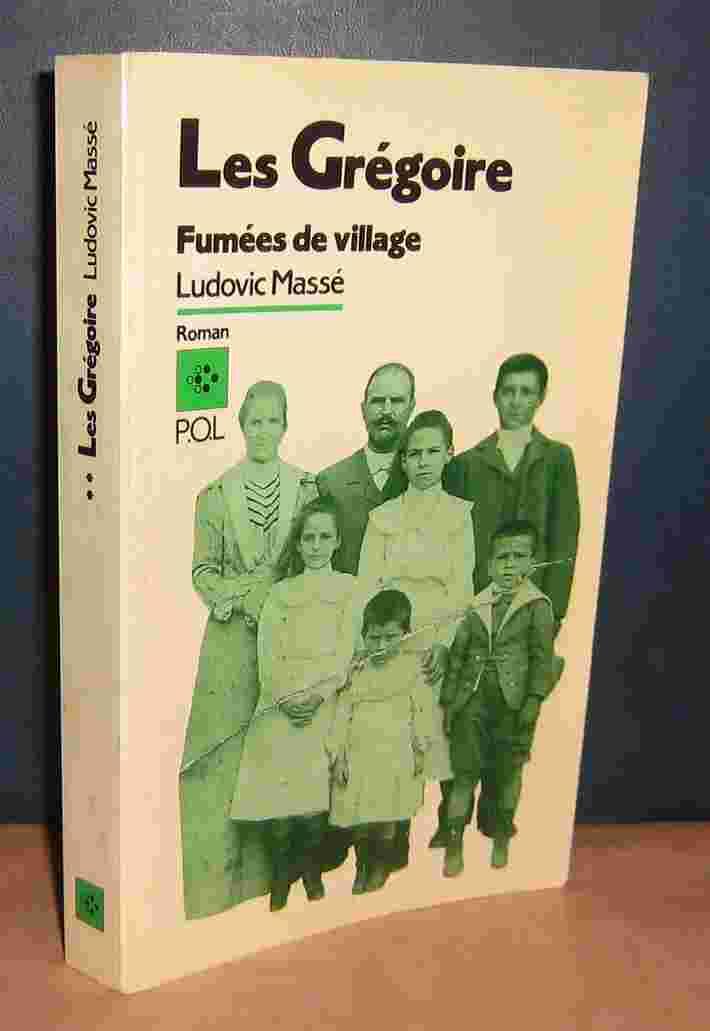 Les Grégoire
Fumées de village
Ludovic Massé
Roman
P.O.L
•• Les Grégoire Ludovic Massé